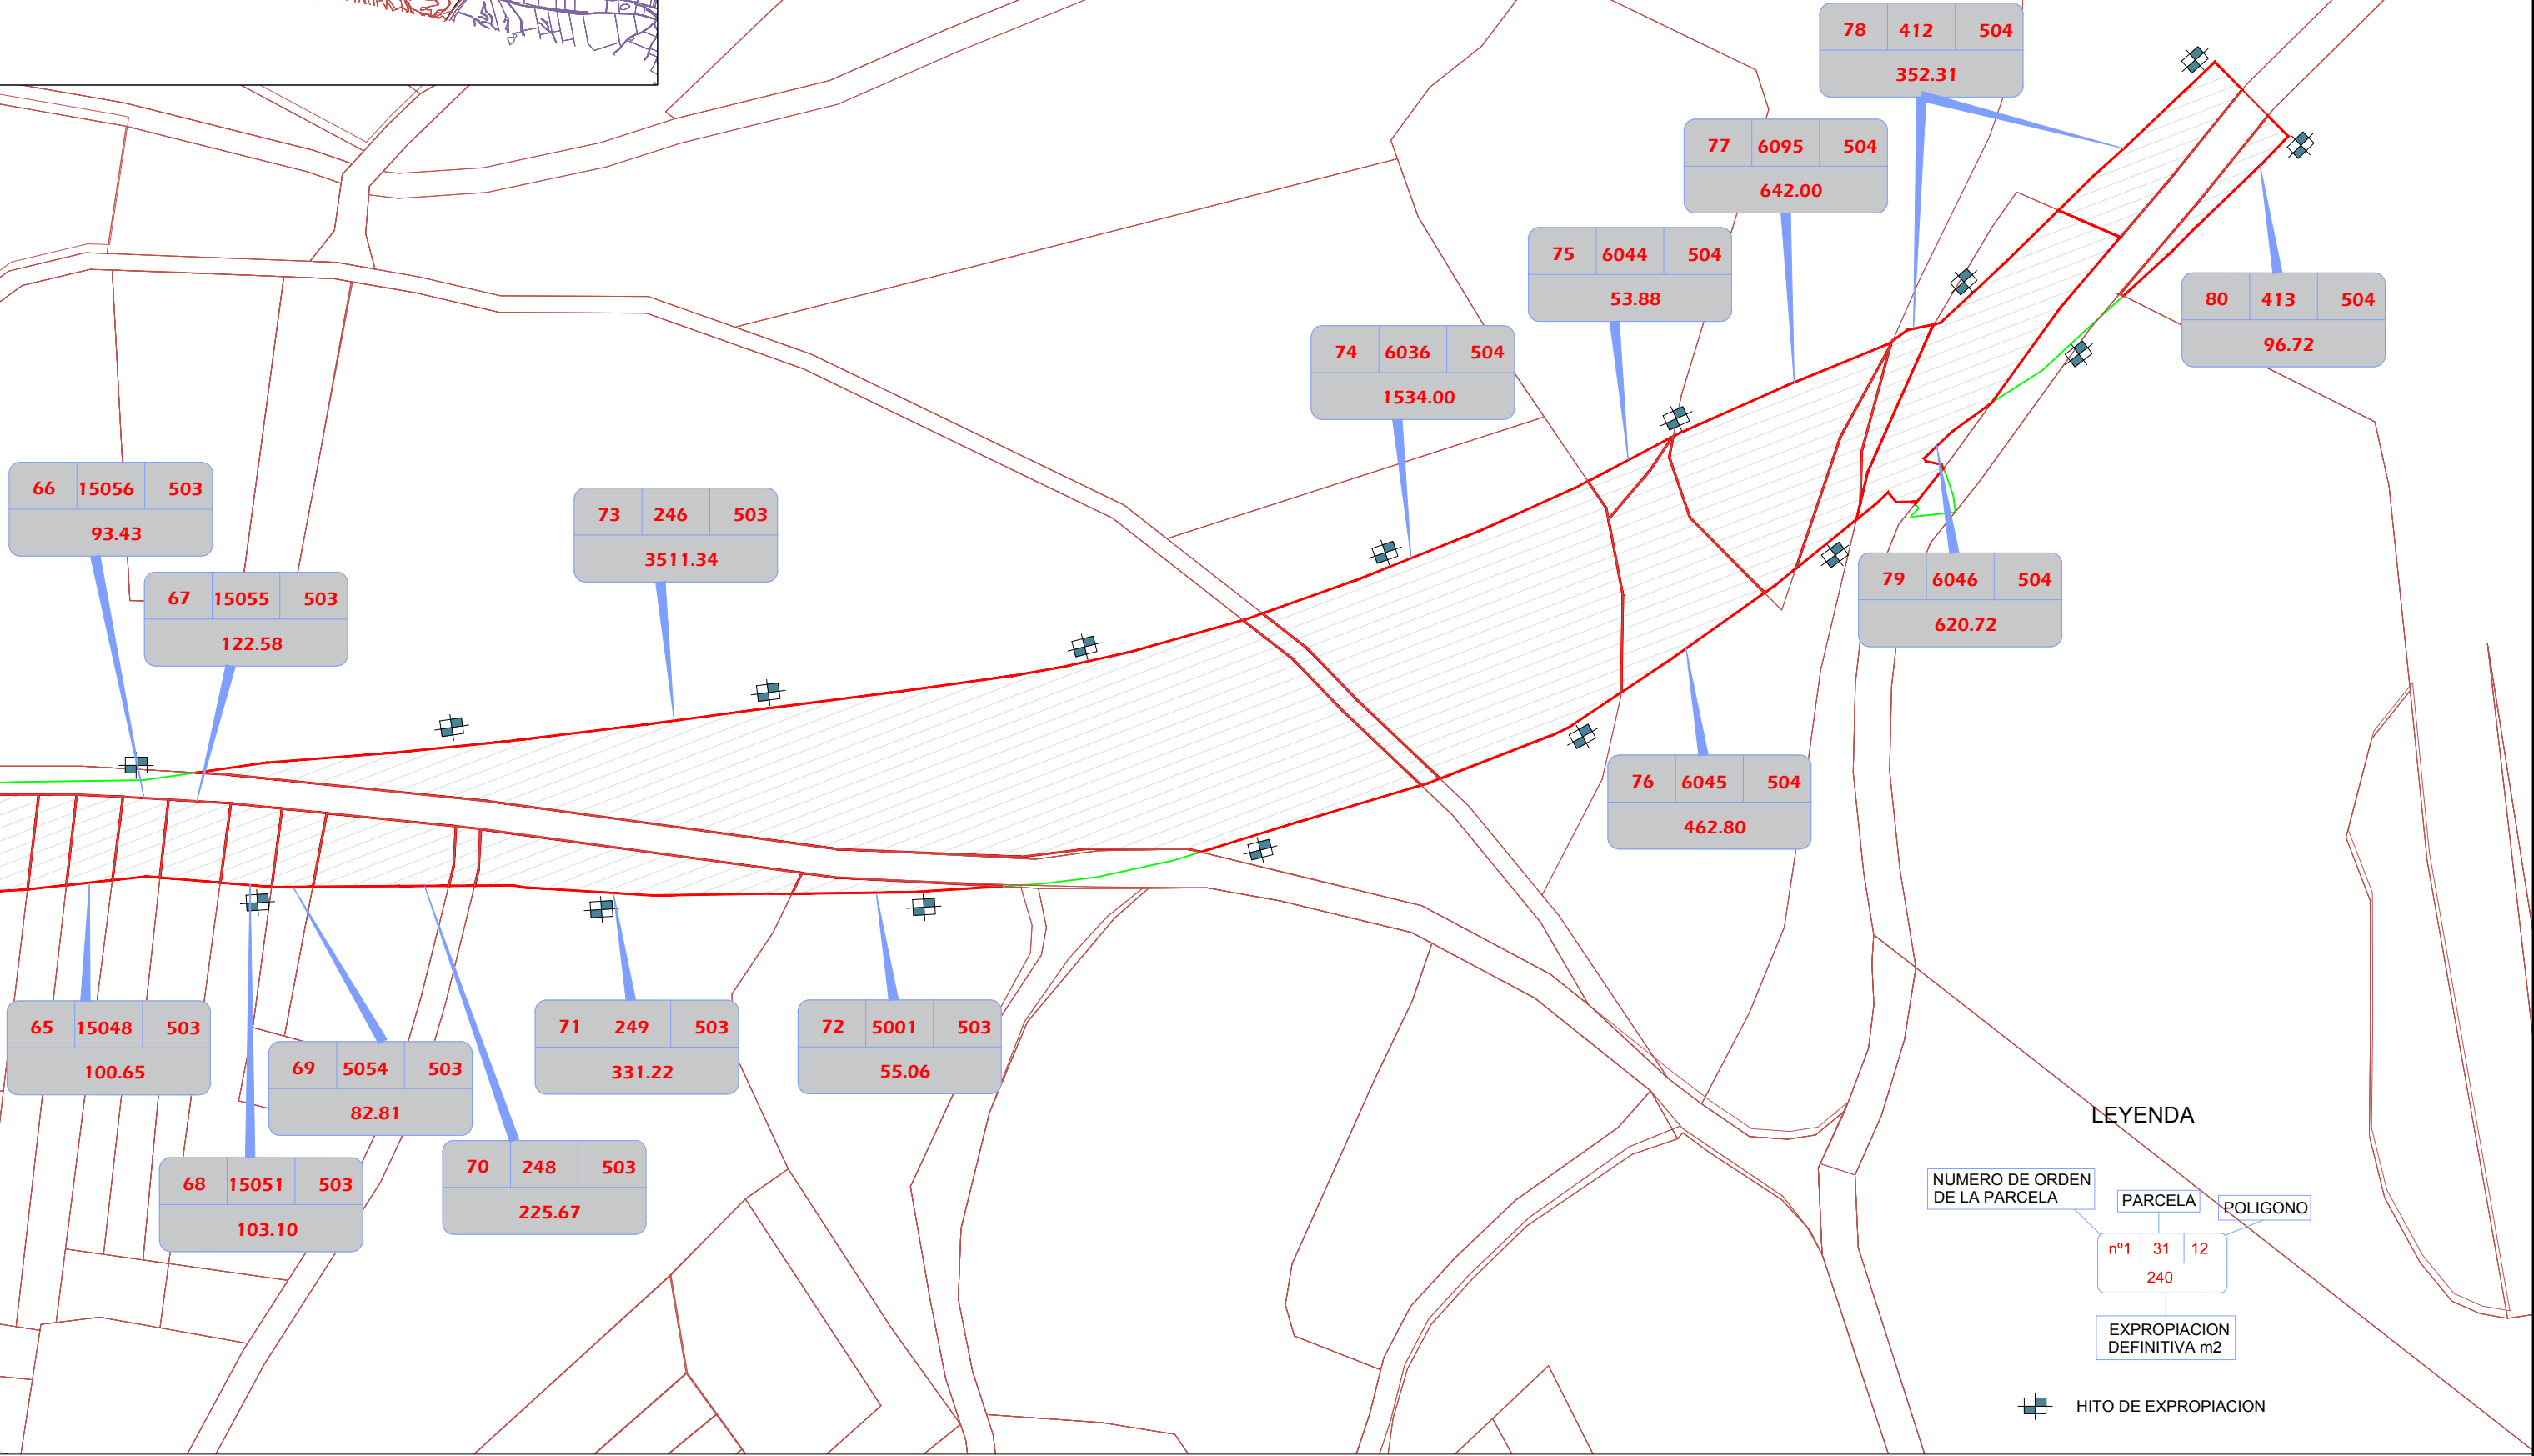 78 412 504
352.31
77 6095 504
642.00
75 6044 504
53.88
80 413 504
96.72
74 6036 504
1534.00
66 15056 503
93.43
73 246 503
3511.34
67 15055 503
122.58
79 6046 504
620.72
76 6045 504
462.80
65 15048 503
100.65
71 249 503
331.22
72 5001 503
55.06
69 5054 503
82.81
70 248 503
225.67
68 15051 503
103.10
LEYENDA
NUMERO DE ORDEN
DE LA PARCELA
PARCELA
POLIGONO
nº1 31 12
240
EXPROPIACION
DEFINITIVA m2
HITO DE EXPROPIACION